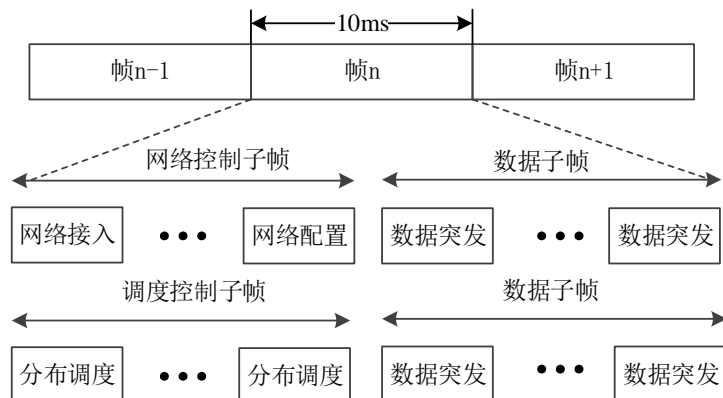 10ms
帧n-1 帧n 帧n+1
网络控制子帧 数据子帧
网络接入 ••• 网络配置 数据突发 ••• 数据突发
调度控制子帧 数据子帧
分布调度 ••• 分布调度 数据突发 ••• 数据突发